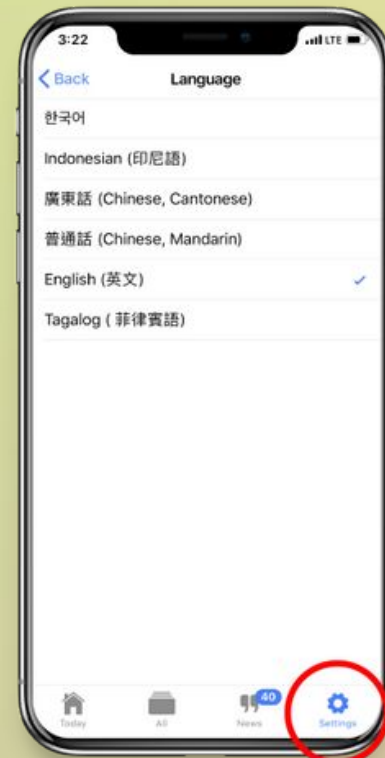 3:22
LTE
Back
Language
한국어
Indonesian (印尼語)
廣東話 (Chinese, Cantonese)
普通話 (Chinese, Mandarin)
English (英文)
Tagalog ( 菲律賓語)
40
Today
All
News
Settings